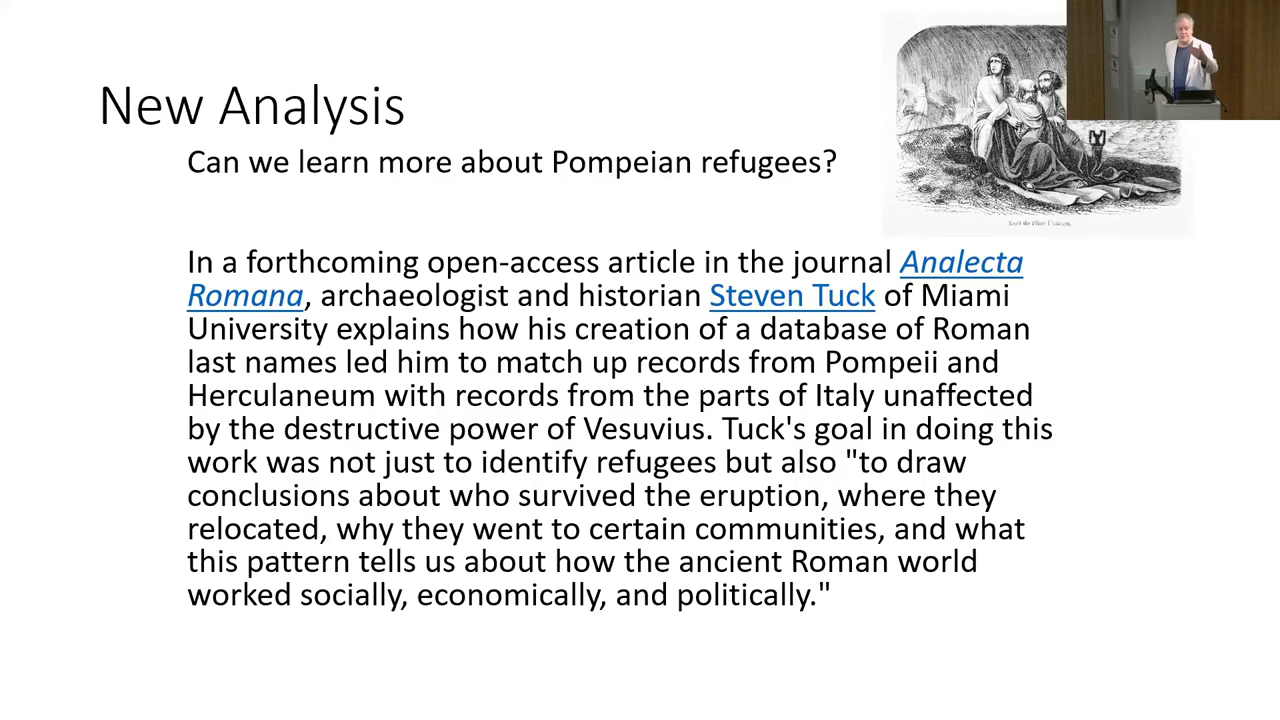 New Analysis
Can we learn more about Pompeian refugees?
In a forthcoming open-access article in the journal Analecta
Romana, archaeologist and historian Steven Tuck of Miami
University explains how his creation of a database of Roman
last names led him to match up records from Pompeii and
Herculaneum with records from the parts of Italy unaffected
by the destructive power of Vesuvius. Tuck's goal in doing this
work was not just to identify refugees but also "to draw
conclusions about who survived the eruption, where they
relocated, why they went to certain communities, and what
this pattern tells us about how the ancient Roman world
worked socially, economically, and politically."